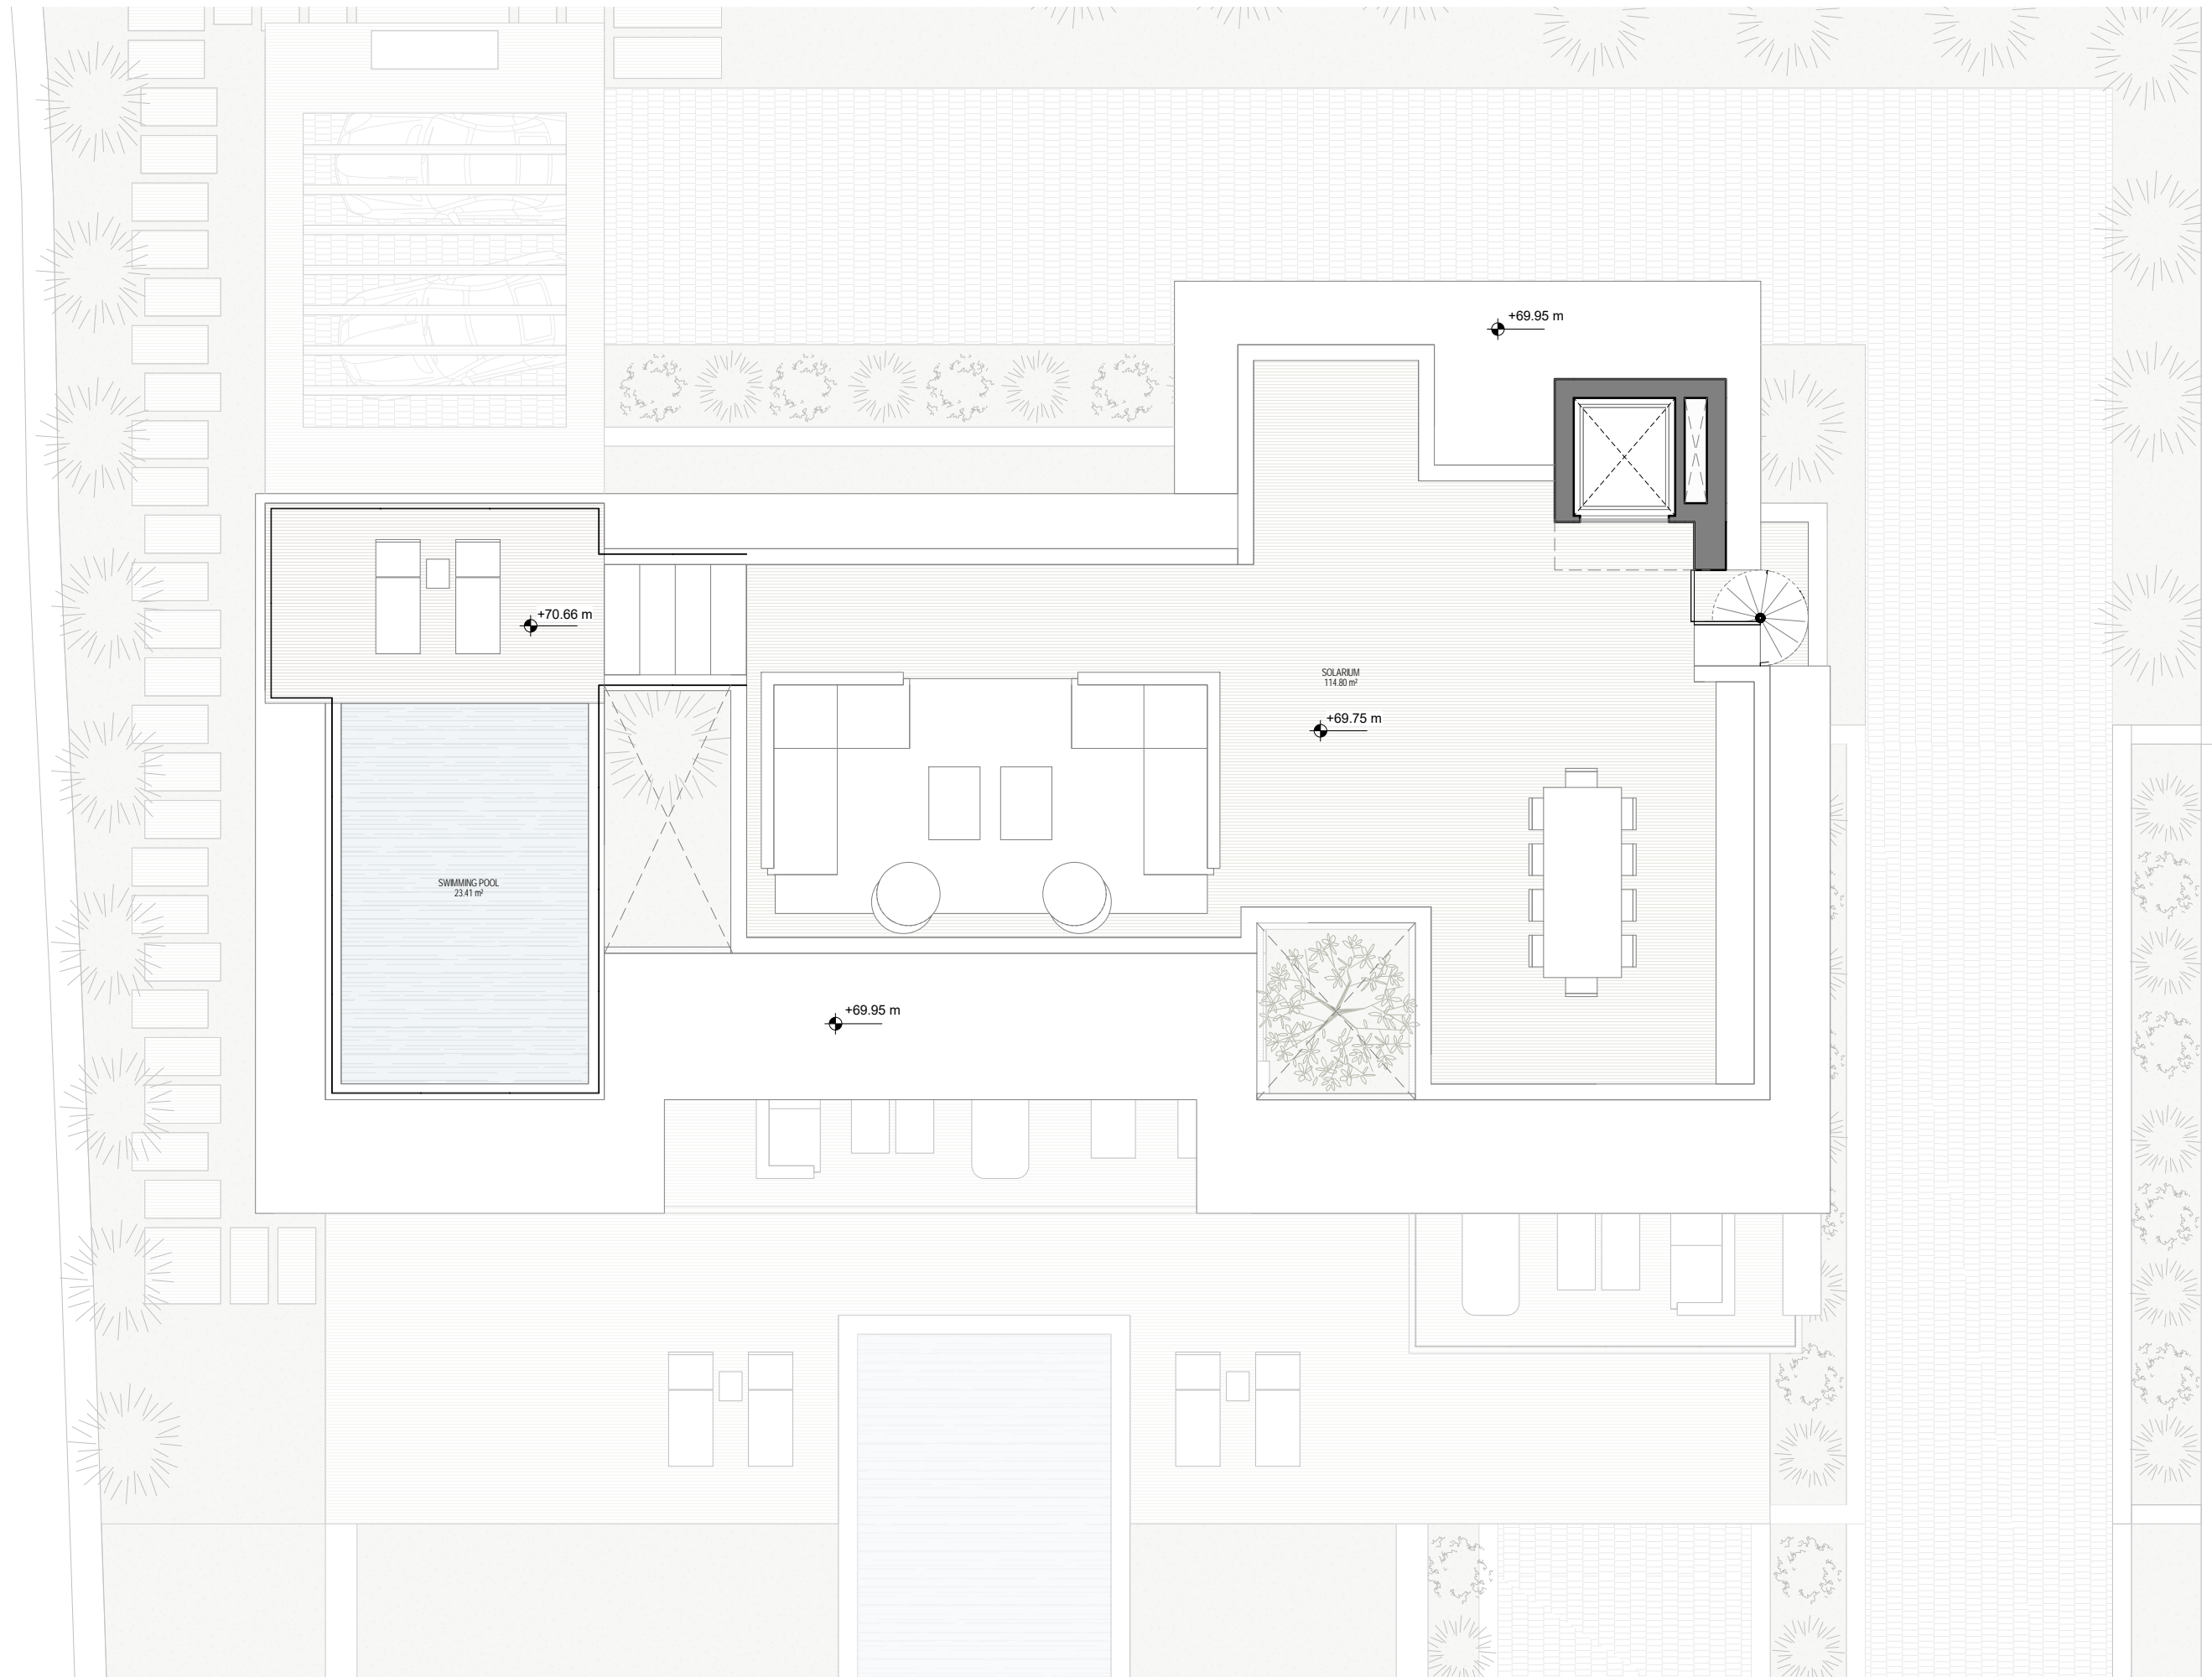 +69.95 m
+70.66 m
SOLARIUM
114.80 m²
+69.75 m
SWIMMING POOL
23.41 m²
+69.95 m